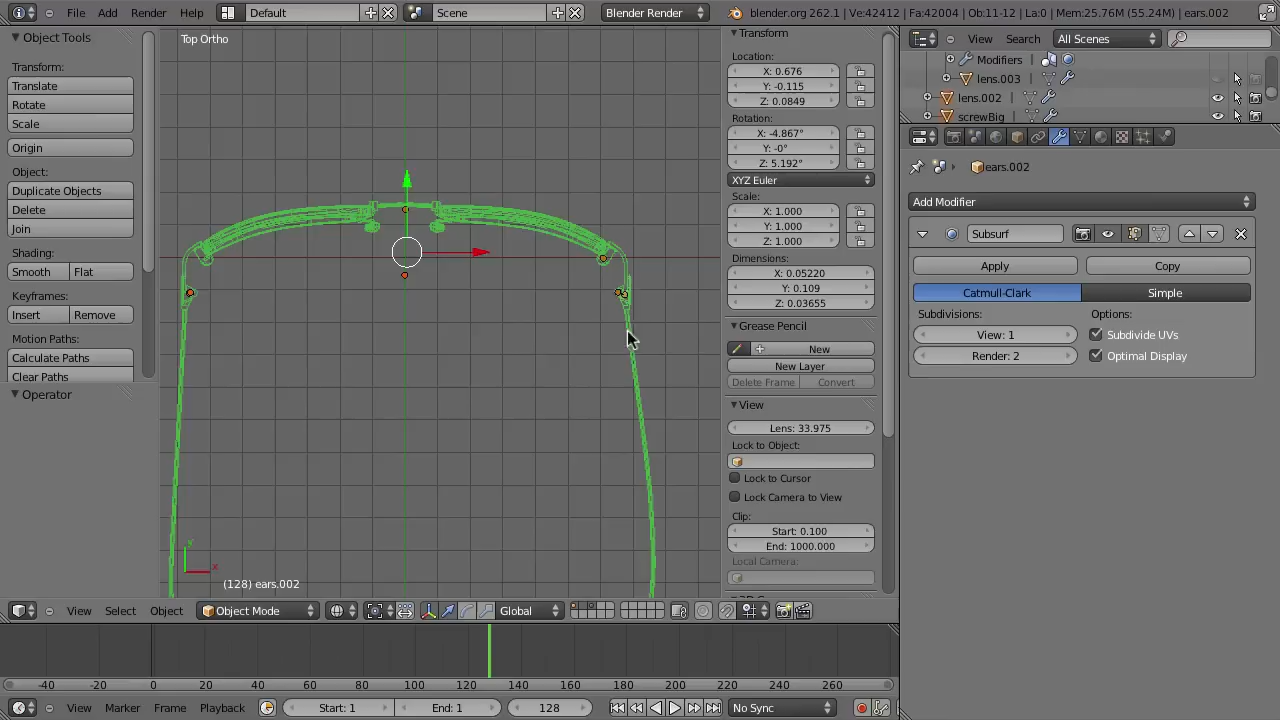 File Add Render Help Default Scene Blender Render blender.org 262.1 | Ve:42412 | Fa:42004 | Ob:11-12 | La:0 | Mem:25.76M (55.24M) | ears.002
Object Tools
Transform:
Translate
Rotate
Scale
Origin
Object:
Duplicate Objects
Delete
Join
Shading:
Smooth Flat
Keyframes:
Insert Remove
Motion Paths:
Calculate Paths
Clear Paths
Operator
Top Ortho
y
x
(128) ears.002
Transform
Location:
X: 0.676
Y: -0.115
Z: 0.0849
Rotation:
X: -4.867°
Y: -0°
Z: 5.192°
XYZ Euler
Scale:
X: 1.000
Y: 1.000
Z: 1.000
Dimensions:
X: 0.05220
Y: 0.109
Z: 0.03655
Grease Pencil
New
New Layer
Delete Frame Convert
View
Lens: 33.975
Lock to Object:
Lock to Cursor
Lock Camera to View
Clip:
Start: 0.100
End: 1000.000
Local Camera:
View Search All Scenes
Modifiers
lens.003
lens.002
screwBig
ears.002
Add Modifier
Subsurf
Apply Copy
Catmull-Clark Simple
Subdivisions: Options:
View: 1 Subdivide UVs
Render: 2 Optimal Display
View Select Object Object Mode Global
-40 -20 0 20 40 60 80 100 120 140 160 180 200 220 240 260
View Marker Frame Playback Start: 1 End: 1 128 No Sync